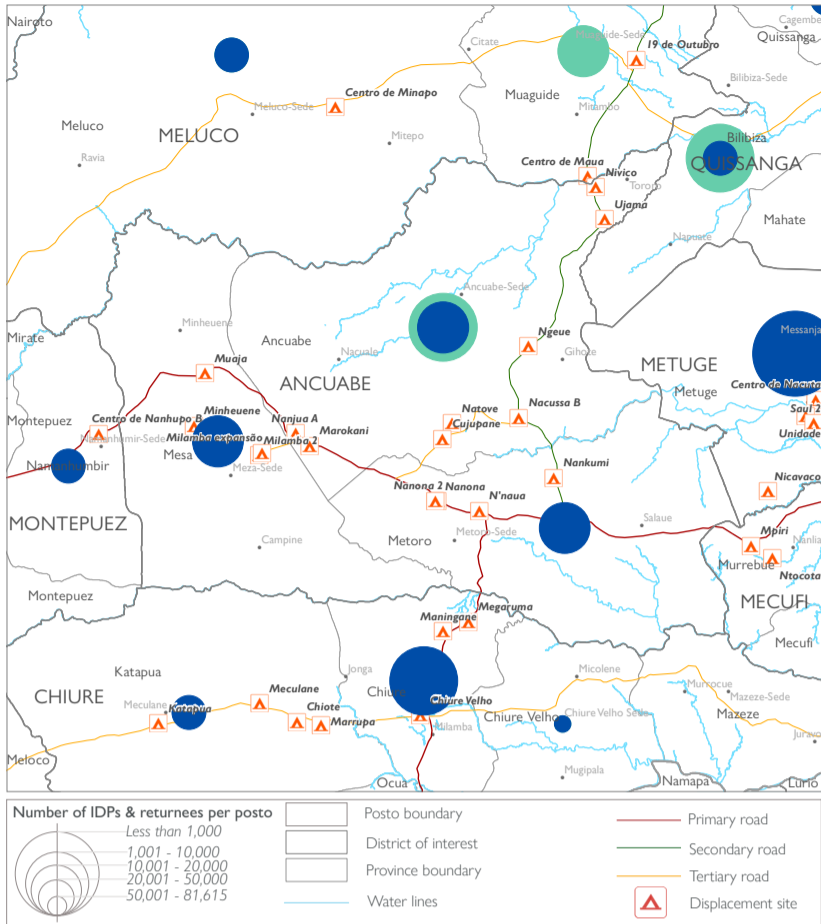 Nairoto
Cagembe
Muaguide-Sede
19 de Outubro
Quissanga
Citate
Bilibiza-Sede
Centro de Minapo
Muaguide
Meluco-Sede
Mitambo
Meluco
MELUCO
Bilibiza
Mitepo
QUISSANGA
Ravia
Centro de Maua
Nivico
Tororo
Ujama
Mahate
Napuete
Ancuabe-Sede
Minheuene
Messanja
Mirate
Ancuabe
Ngeue
Nacuale
Gihote
METUGE
Muaja
ANCUABE
Centro de Nacuta
Metuge
Montepuez
Centro de Nanhupo B
Minheuene
Nanjua A
Natove
Nacussa B
Saul 2
Cujupane
Marokani
Unidade
Namanhumir-Sede
Milamba expansão
Milamba 2
Mesa
Namanhumbir
Meza-Sede
Nankumi
Nicavaco
Nanona 2
Nanona
N'naua
MONTEPUEZ
Salaue
Metoro
Metoro-Sede
Mpiri
Campine
Nanlia
Murrebue
Ntocota
Montepuez
MECUFI
Megaruma
Maningane
Mecufi
Katapua
Jonga
Micolene
CHIURE
Meculane
Chiure
Murrocue
Mazeze-Sede
Meculane
Katapua
Chiure Velho
Chiote
Chiure Velho
Chiure Velho Sede
Mazeze
Marrupa
Milamba
Juravo
Meloco
Mugipala
Ocua
Namapa
Lurio
Number of IDPs & returnees per posto
Less than 1,000
1,001 - 10,000
10,001 - 20,000
20,001 - 50,000
50,001 - 81,615
Posto boundary
District of interest
Province boundary
Water lines
Primary road
Secondary road
Tertiary road
Displacement site